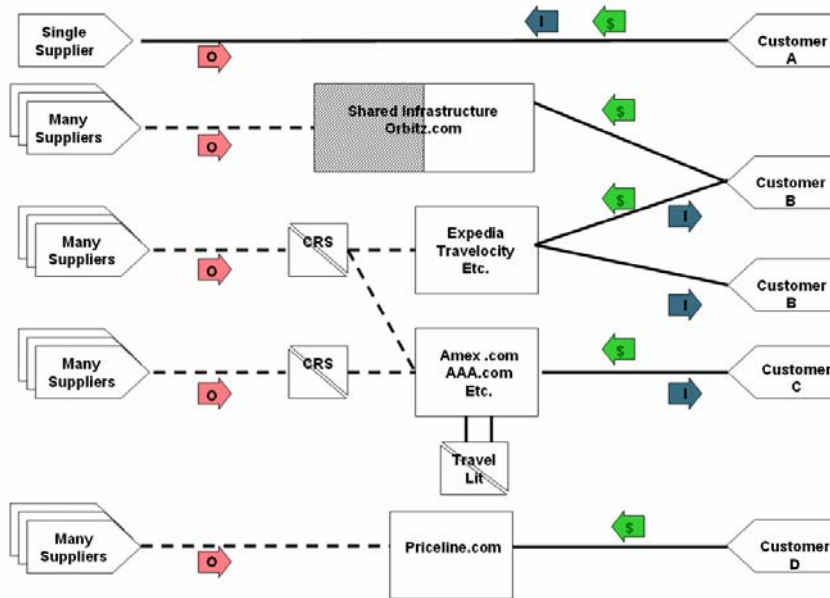 I
$
Single
Supplier
Customer
A
O
Many
Suppliers
Shared Infrastructure
Orbitz.com
$
O
Customer
B
$
I
Many
Suppliers
CRS
Expedia
Travelocity
Etc.
O
Customer
B
I
Many
Suppliers
CRS
Amex .com
AAA.com
Etc.
$
O
I
Customer
C
Travel
Lit
Many
Suppliers
Priceline.com
$
O
Customer
D